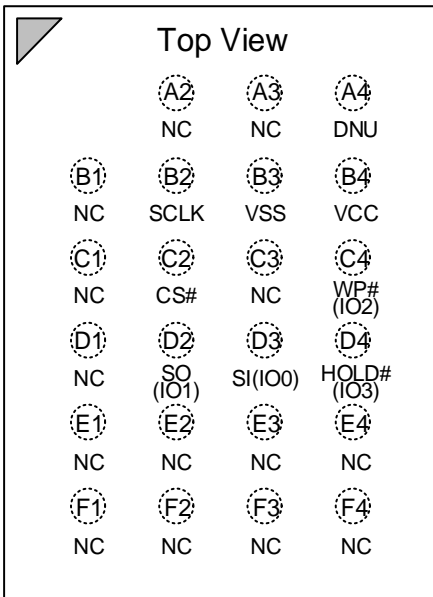 Top View
A2 A3 A4
NC NC DNU
B1 B2 B3 B4
NC SCLK VSS VCC
C1 C2 C3 C4
NC CS# NC WP#
(IO2)
D1 D2 D3 D4
NC SO SI(IO0) HOLD#
(IO1) (IO3)
E1 E2 E3 E4
NC NC NC NC
F1 F2 F3 F4
NC NC NC NC